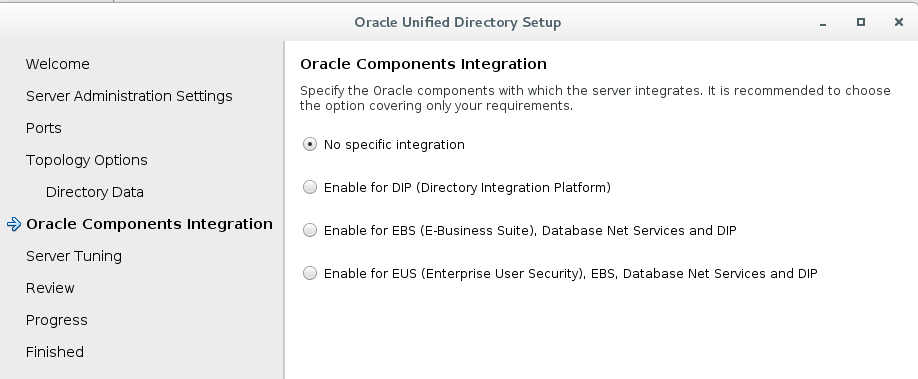 Oracle Unified Directory Setup
Welcome
Server Administration Settings
Ports
Topology Options
Directory Data
Oracle Components Integration
Server Tuning
Review
Progress
Finished
Oracle Components Integration
Specify the Oracle components with which the server integrates. It is recommended to choose
the option covering only your requirements.
No specific integration
Enable for DIP (Directory Integration Platform)
Enable for EBS (E-Business Suite), Database Net Services and DIP
Enable for EUS (Enterprise User Security), EBS, Database Net Services and DIP